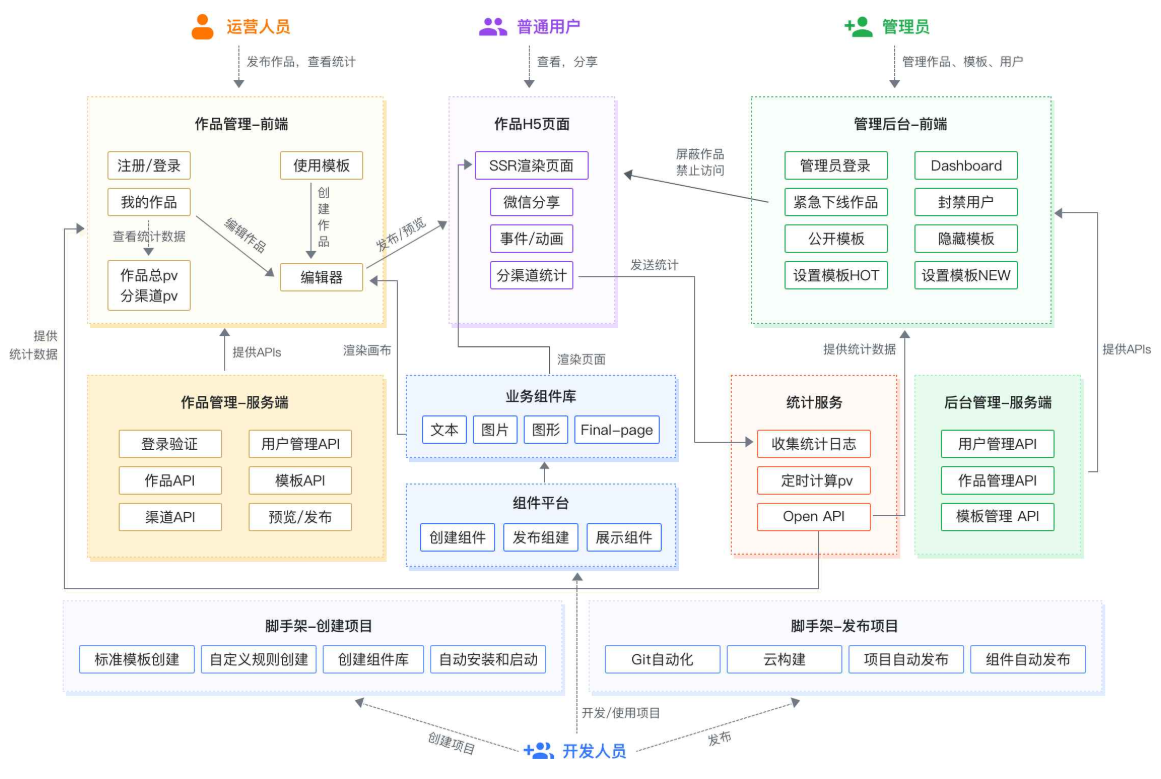 运营人员
普通用户
管理员
发布作品，查看统计
查看，分享
管理作品、模板、用户
作品管理-前端
注册/登录
使用模板
我的作品
创建作品
查看统计数据
编辑作品
作品总pv
分渠道pv
编辑器
发布/预览
作品H5页面
SSR渲染页面
微信分享
事件/动画
分渠道统计
屏蔽作品
禁止访问
发送统计
管理后台-前端
管理员登录
Dashboard
紧急下线作品
封禁用户
公开模板
隐藏模板
设置模板HOT
设置模板NEW
提供
统计数据
提供APIs
渲染画布
渲染页面
提供统计数据
提供APIs
作品管理-服务端
登录验证
用户管理API
作品API
模板API
渠道API
预览/发布
业务组件库
文本
图片
图形
Final-page
组件平台
创建组件
发布组建
展示组件
统计服务
收集统计日志
定时计算pv
Open API
后台管理-服务端
用户管理API
作品管理API
模板管理 API
脚手架-创建项目
标准模板创建
自定义规则创建
创建组件库
自动安装和启动
脚手架-发布项目
Git自动化
云构建
项目自动发布
组件自动发布
创建项目
开发/使用项目
发布
开发人员